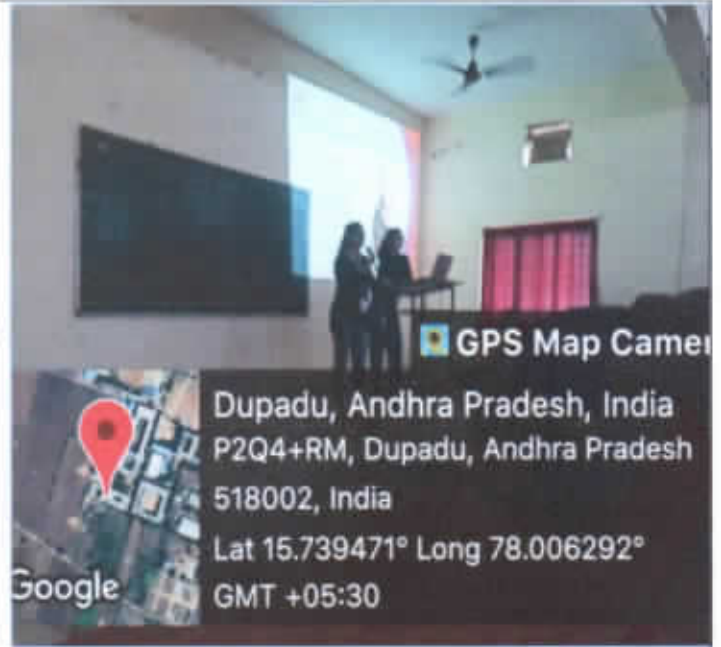 GPS Map Camer
Dupadu, Andhra Pradesh, India
P2Q4+RM, Dupadu, Andhra Pradesh
518002, India
Lat 15.739471° Long 78.006292°
GMT +05:30
Google